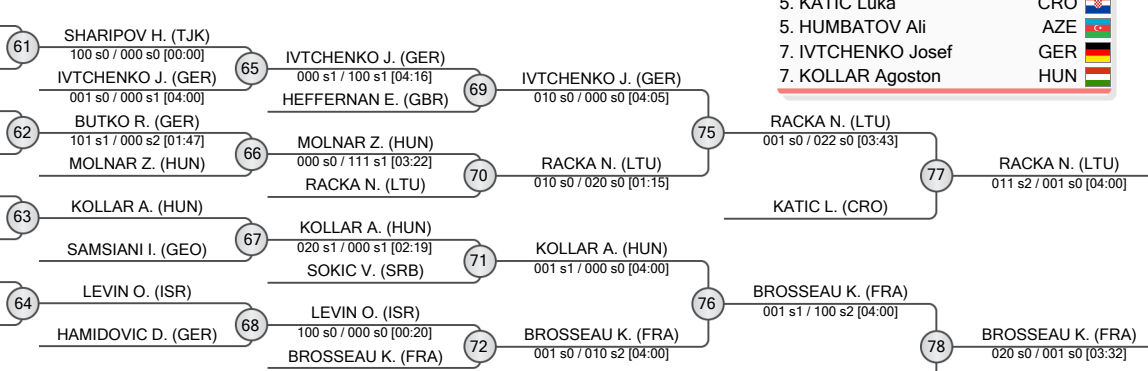 5. KATIC Luka CRO
5. HUMBATOV Ali AZE
7. IVTCHENKO Josef GER
7. KOLLAR Agoston HUN
61
SHARIPOV H. (TJK)
100 s0 / 000 s0 [00:00]
IVTCHENKO J. (GER)
001 s0 / 000 s1 [04:00]
62
BUTKO R. (GER)
101 s1 / 000 s2 [01:47]
MOLNAR Z. (HUN)
63
KOLLAR A. (HUN)
SAMSIANI I. (GEO)
64
LEVIN O. (ISR)
HAMIDOVIC D. (GER)
65
IVTCHENKO J. (GER)
000 s1 / 100 s1 [04:16]
HEFFERNAN E. (GBR)
66
MOLNAR Z. (HUN)
000 s0 / 111 s1 [03:22]
RACKA N. (LTU)
67
KOLLAR A. (HUN)
020 s1 / 000 s1 [02:19]
SOKIC V. (SRB)
68
LEVIN O. (ISR)
100 s0 / 000 s0 [00:20]
BROSSEAU K. (FRA)
69
IVTCHENKO J. (GER)
010 s0 / 000 s0 [04:05]
70
RACKA N. (LTU)
010 s0 / 020 s0 [01:15]
71
KOLLAR A. (HUN)
001 s1 / 000 s0 [04:00]
72
BROSSEAU K. (FRA)
001 s0 / 010 s2 [04:00]
75
RACKA N. (LTU)
001 s0 / 022 s0 [03:43]
KATIC L. (CRO)
76
BROSSEAU K. (FRA)
001 s1 / 100 s2 [04:00]
77
RACKA N. (LTU)
011 s2 / 001 s0 [04:00]
78
BROSSEAU K. (FRA)
020 s0 / 001 s0 [03:32]